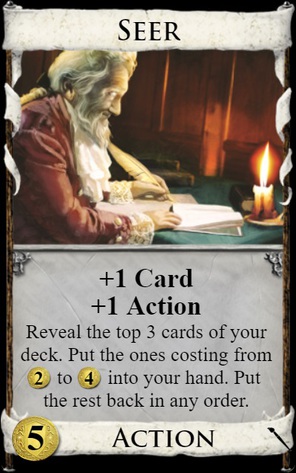 SEER
+1 Card
+1 Action
Reveal the top 3 cards of your
deck. Put the ones costing from
2 to 4 into your hand. Put
the rest back in any order.
5 ACTION